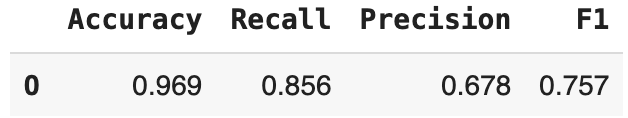 Accuracy Recall Precision F1
0 0.969 0.856 0.678 0.757